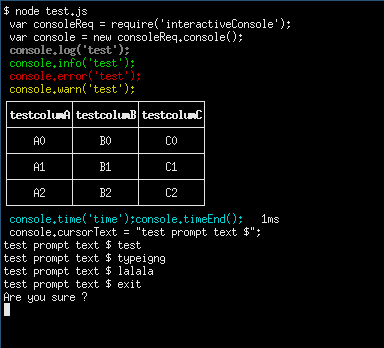 $ node test.js
var consoleReq = require('interactiveConsole');
var console = new consoleReq.console();
console.log('test');
console.info('test');
console.error('test');
console.warn('test');
testcolumA testcolumB testcolumC
A0 B0 C0
A1 B1 C1
A2 B2 C2
console.time('time');console.timeEnd(); 1ms
console.cursorText = "test prompt text $";
test prompt text $ test
test prompt text $ typeigng
test prompt text $ lalala
test prompt text $ exit
Are you sure ?